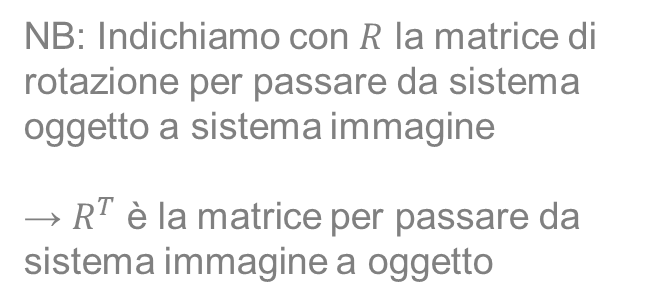 NB: Indichiamo con R la matrice di
rotazione per passare da sistema
oggetto a sistema immagine
→ Rᵀ è la matrice per passare da
sistema immagine a oggetto